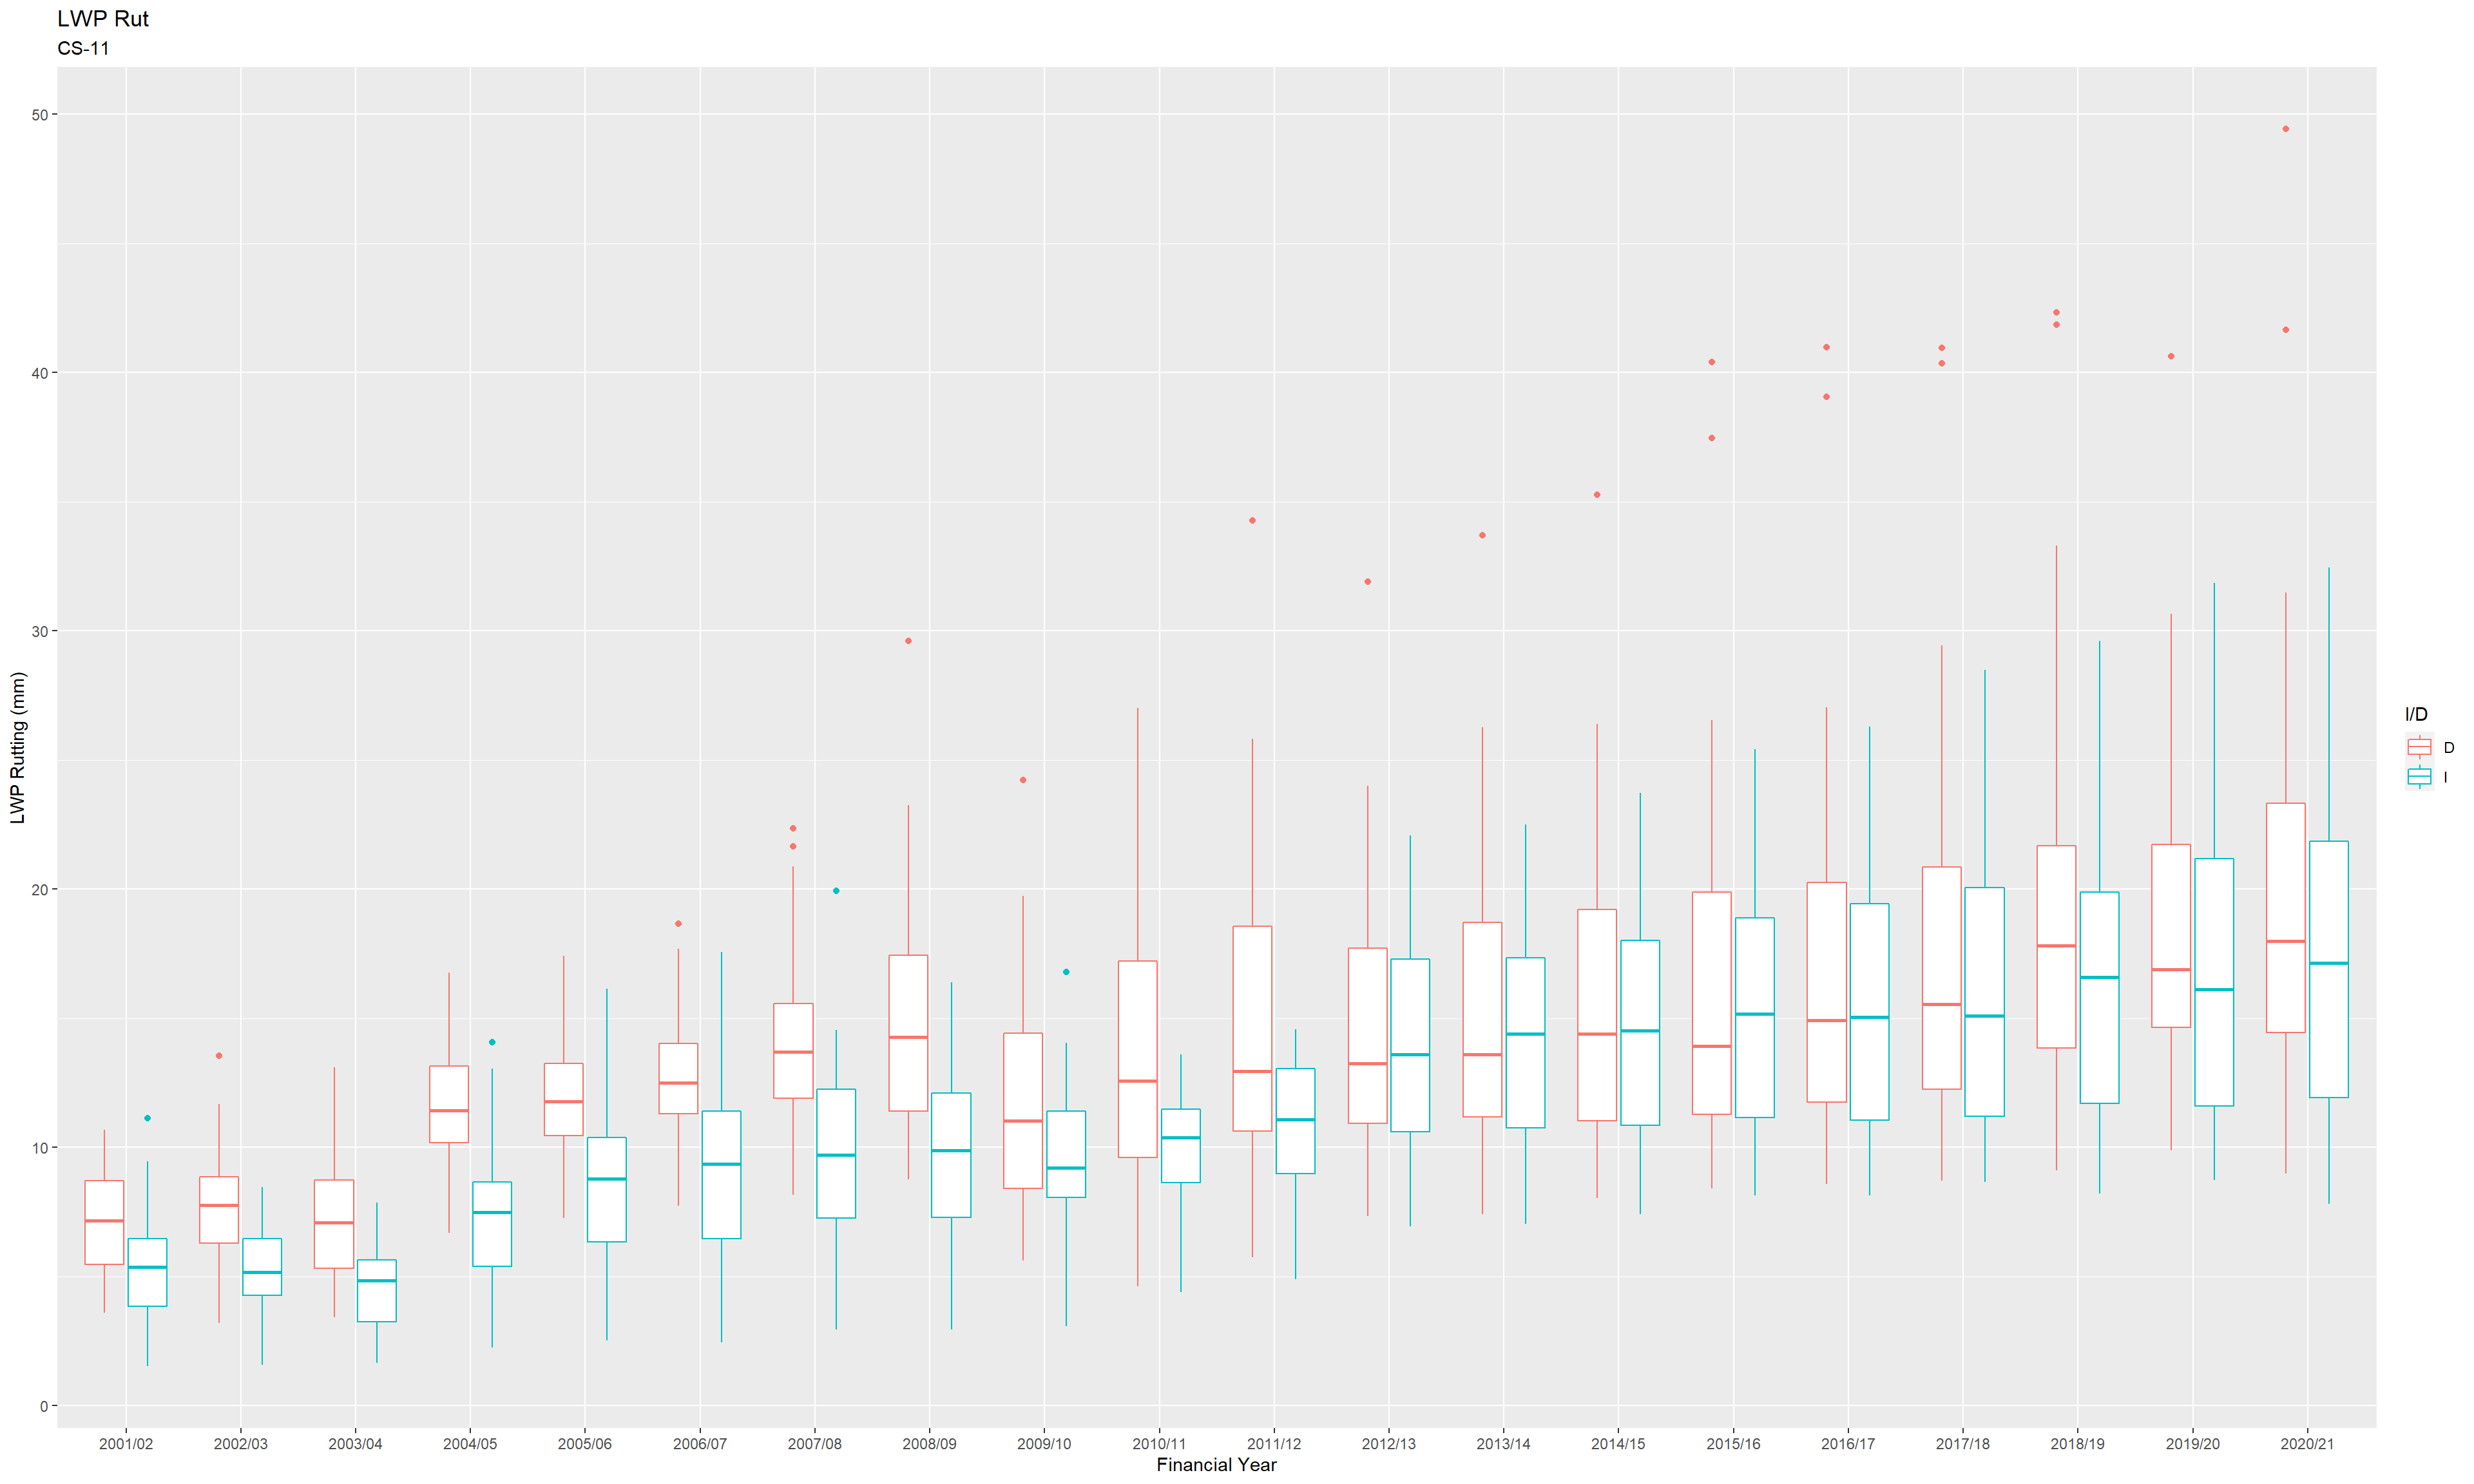 LWP Rut
CS-11
50
40
30
20
10
0
LWP Rutting (mm)
2001/02 2002/03 2003/04 2004/05 2005/06 2006/07 2007/08 2008/09 2009/10 2010/11 2011/12 2012/13 2013/14 2014/15 2015/16 2016/17 2017/18 2018/19 2019/20 2020/21
Financial Year
I/D
D
I